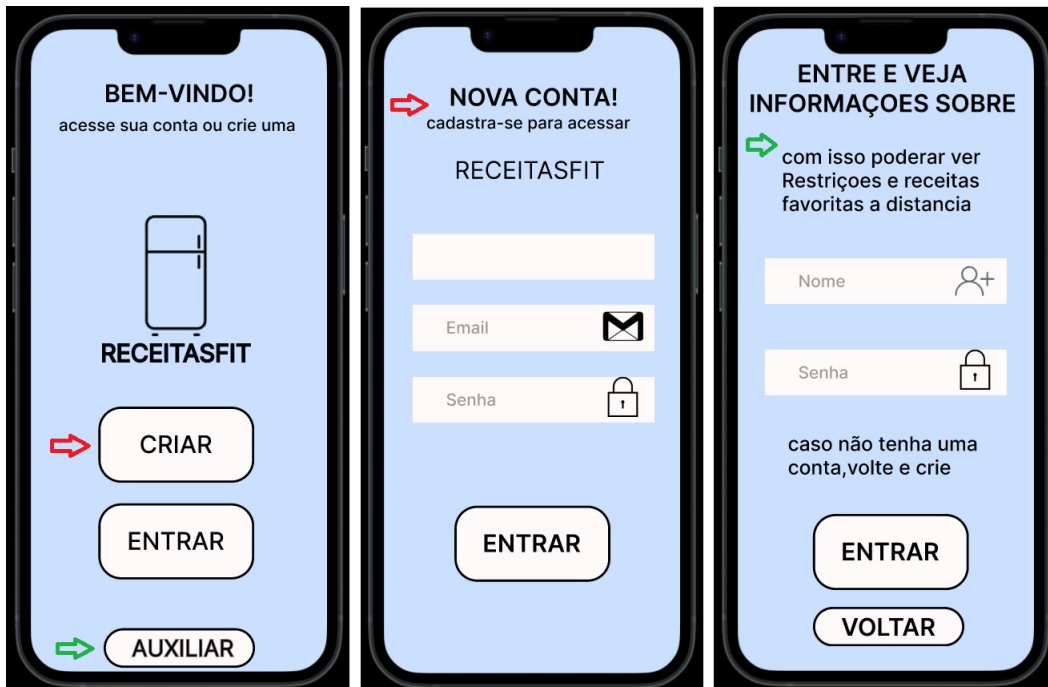 BEM-VINDO!
acesse sua conta ou crie uma
RECEITASFIT
CRIAR
ENTRAR
AUXILIAR
NOVA CONTA!
cadastra-se para acessar
RECEITASFIT
Email
Senha
ENTRAR
ENTRE E VEJA
INFORMAÇOES SOBRE
com isso poderar ver
Restriçoes e receitas
favoritas a distancia
Nome
Senha
caso não tenha uma
conta,volte e crie
ENTRAR
VOLTAR